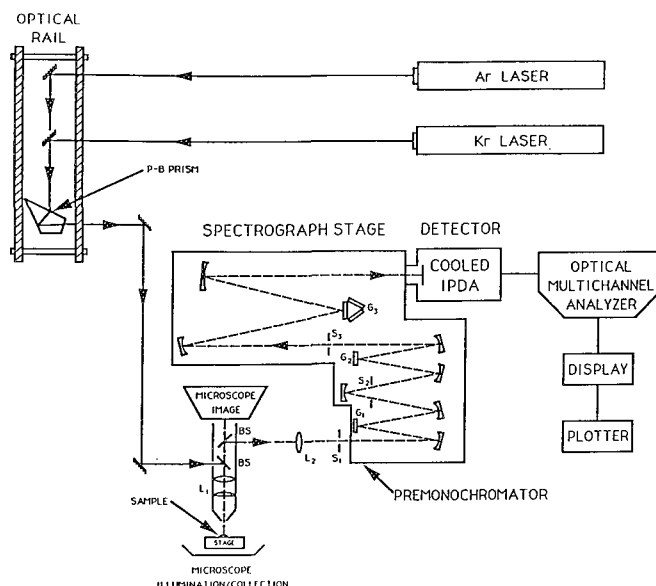 OPTICAL
RAIL
Ar LASER
Kr LASER
P-B PRISM
SPECTROGRAPH STAGE
DETECTOR
COOLED
IPDA
OPTICAL
MULTICHANNEL
ANALYZER
G3
S3
G2
S2
G1
DISPLAY
PLOTTER
MICROSCOPE
IMAGE
BS
BS
L2
S1
L1
PREMONOCHROMATOR
SAMPLE
STAGE
MICROSCOPE
ILLUMINATION/COLLECTION